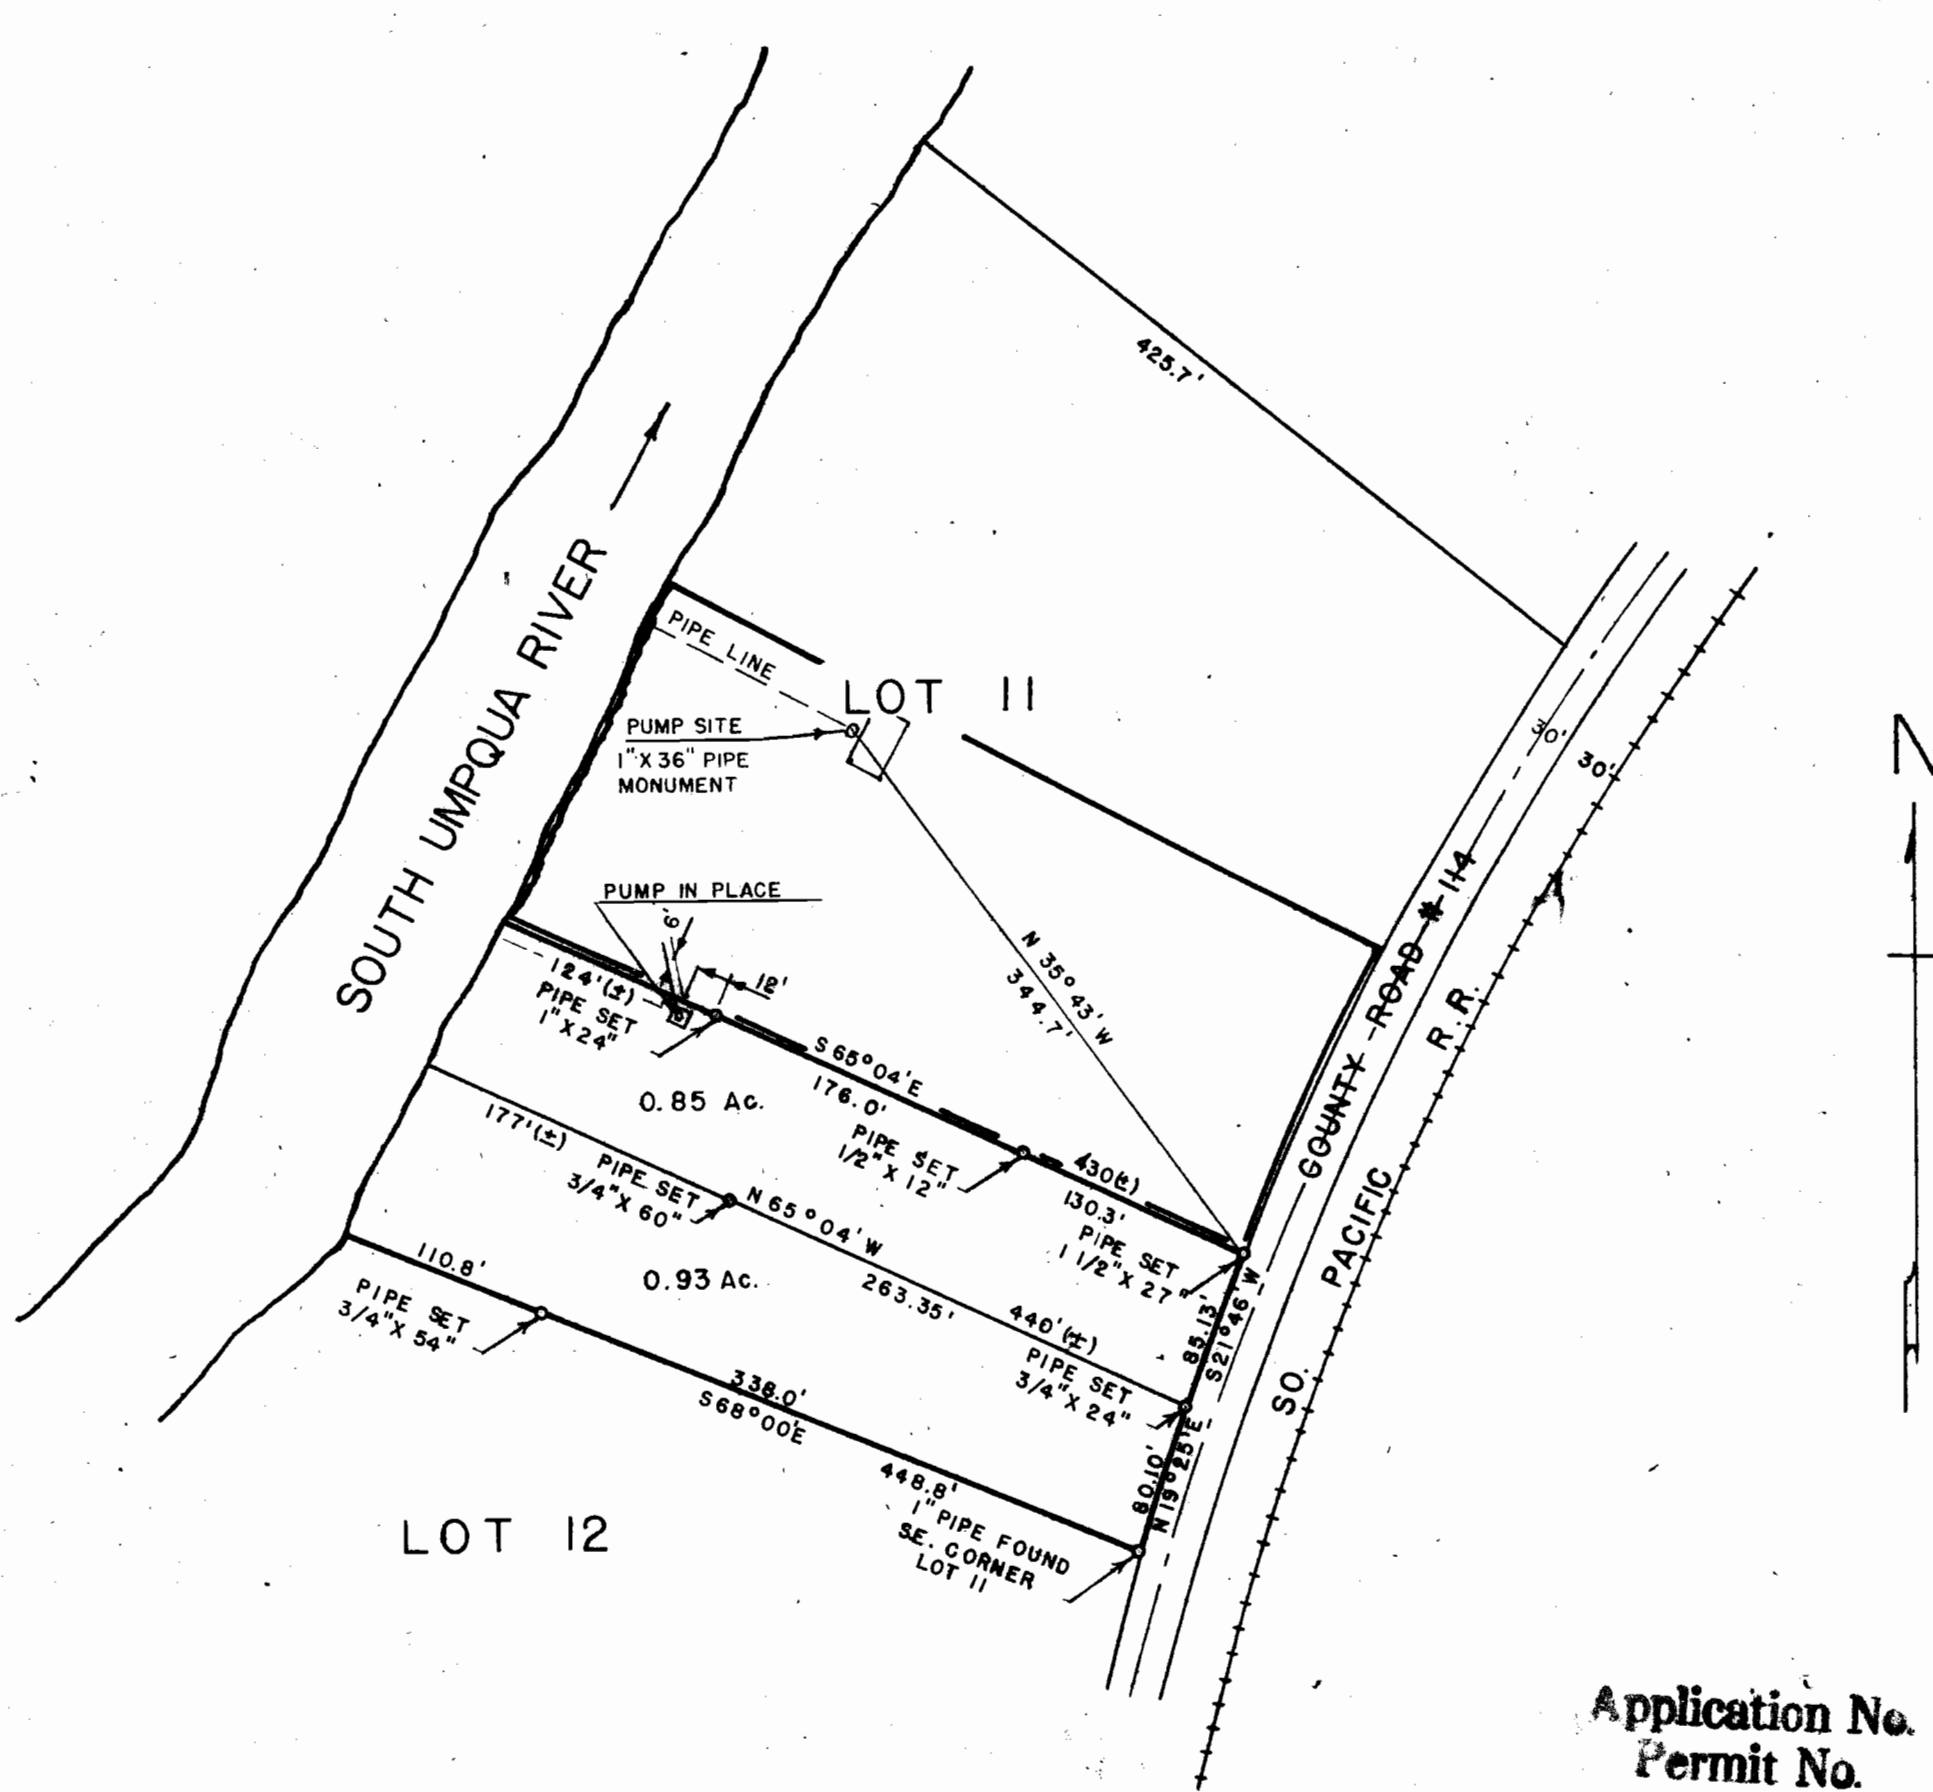 425.7'
SOUTH UMPQUA RIVER
PIPE LINE
LOT 11
PUMP SITE
1" X 36" PIPE
MONUMENT
30'
30'
N
PUMP IN PLACE
6'
12'
124'(±)
PIPE SET
1" X 24"
N 35°43' W
344.7'
COUNTY ROAD # 114
SO. PACIFIC R.R.
S 65°04' E
176.0'
0.85 AC.
PIPE SET
1/2" X 12"
430(±)
130.3'
PIPE SET
1 1/2" X 27"
177'(±)
PIPE SET
3/4" X 60"
N 65°04' W
263.35'
440'(±)
PIPE SET
3/4" X 24"
85.13'
S 21°46' W
0.93 AC.
110.8'
PIPE SET
3/4" X 54"
338.0'
S 68°00' E
448.8'
80.10'
N 19°25' E
1" PIPE FOUND
SE. CORNER
LOT 11
LOT 12
Application No.
Permit No.